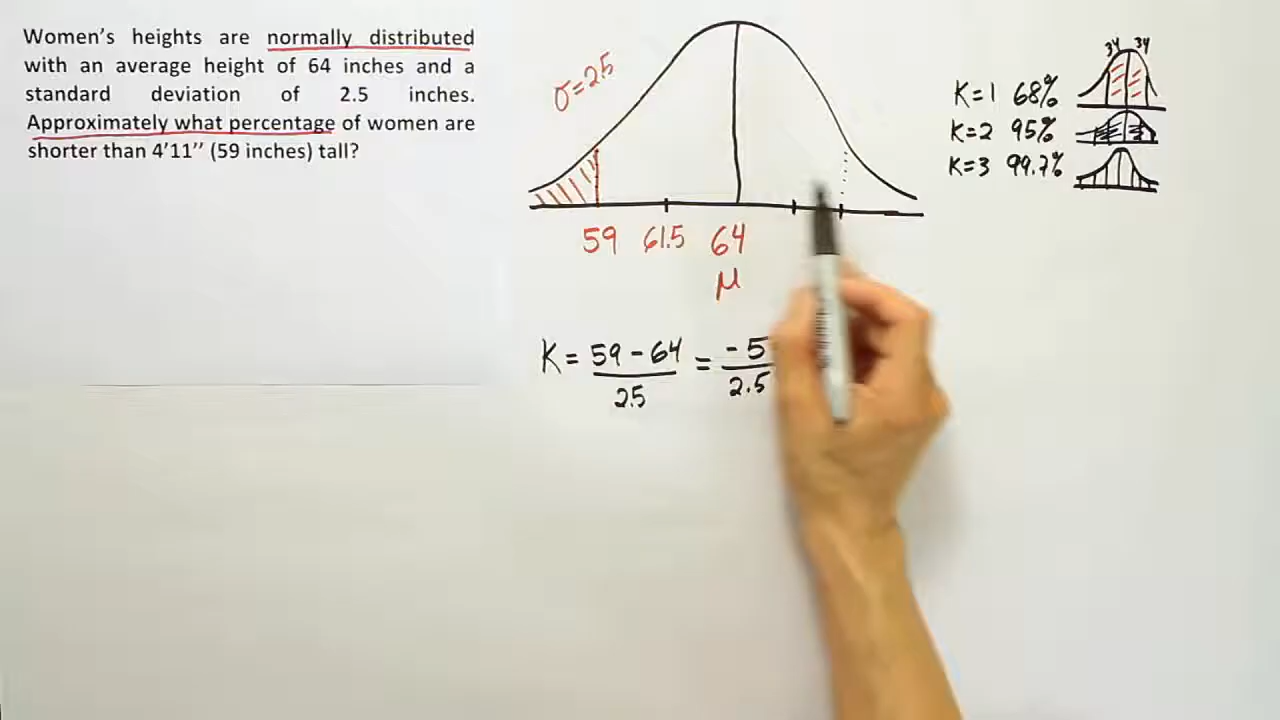 Women's heights are normally distributed
with an average height of 64 inches and a
standard deviation of 2.5 inches.
Approximately what percentage of women are
shorter than 4'11'' (59 inches) tall?
σ=2.5
34 34
K=1 68%
K=2 95%
K=3 99.7%
59 61.5 64
μ
K = 59 - 64 = -5
2.5 2.5